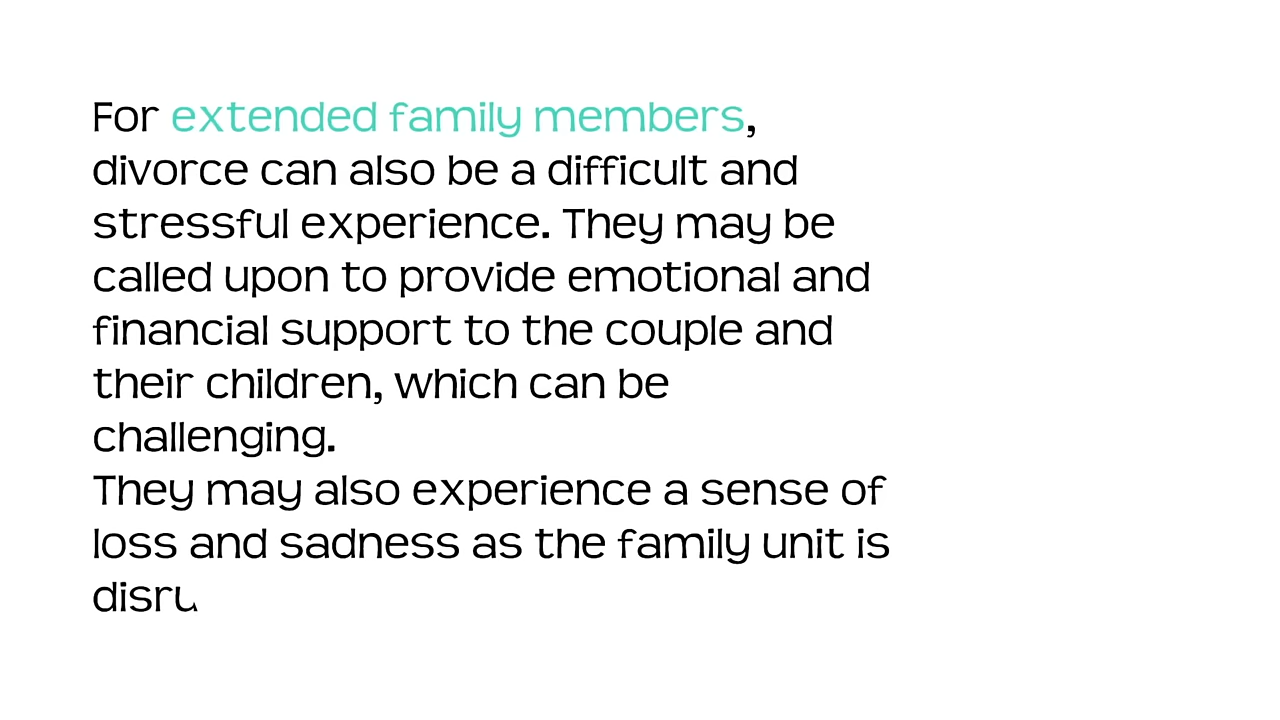 For extended family members,
divorce can also be a difficult and
stressful experience. They may be
called upon to provide emotional and
financial support to the couple and
their children, which can be
challenging.
They may also experience a sense of
loss and sadness as the family unit is
disru